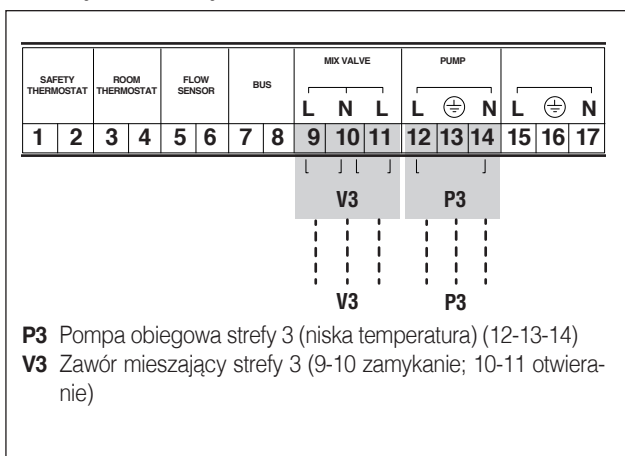 MIX VALVE PUMP
SAFETY ROOM FLOW BUS
THERMOSTAT THERMOSTAT SENSOR
L N L L N L N
1 2 3 4 5 6 7 8 9 10 11 12 13 14 15 16 17
V3 P3
V3 P3
P3 Pompa obiegowa strefy 3 (niska temperatura) (12-13-14)
V3 Zawór mieszający strefy 3 (9-10 zamykanie; 10-11 otwiera-
nie)